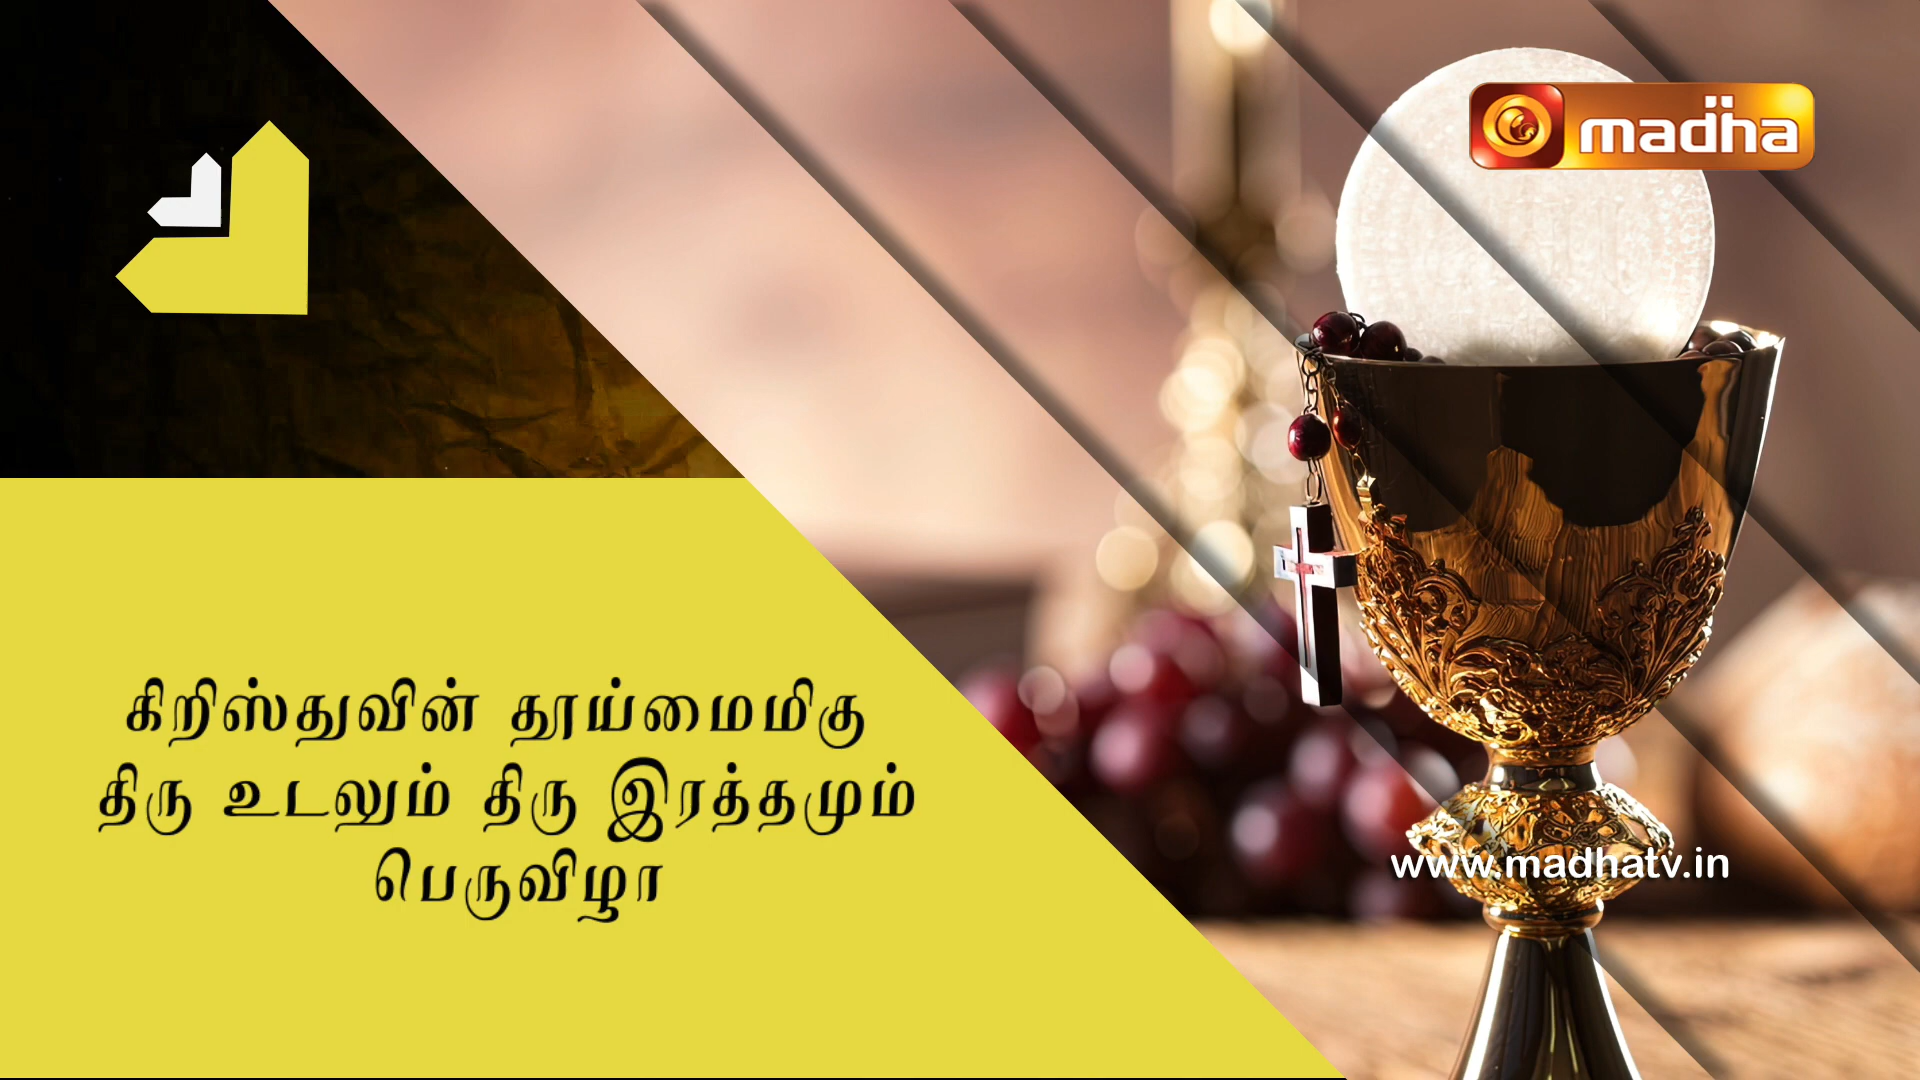 madha
கிறிஸ்துவின் தூய்மைமிகு
திரு உடலும் திரு இரத்தமும்
பெருவிழா
www.madhatv.in